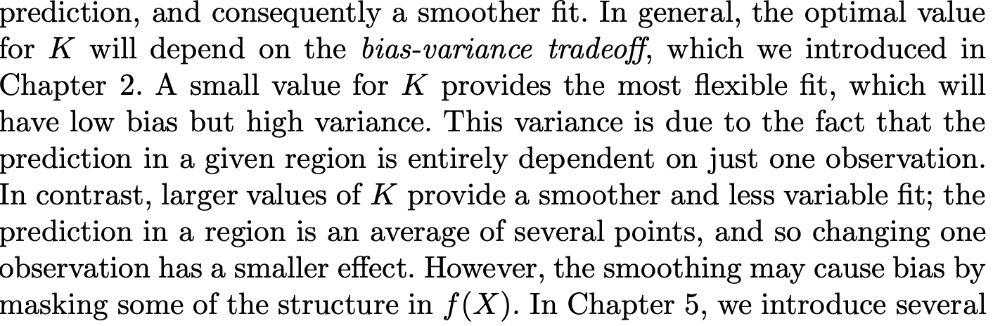 prediction, and consequently a smoother fit. In general, the optimal value
for K will depend on the bias-variance tradeoff, which we introduced in
Chapter 2. A small value for K provides the most flexible fit, which will
have low bias but high variance. This variance is due to the fact that the
prediction in a given region is entirely dependent on just one observation.
In contrast, larger values of K provide a smoother and less variable fit; the
prediction in a region is an average of several points, and so changing one
observation has a smaller effect. However, the smoothing may cause bias by
masking some of the structure in f(X). In Chapter 5, we introduce several